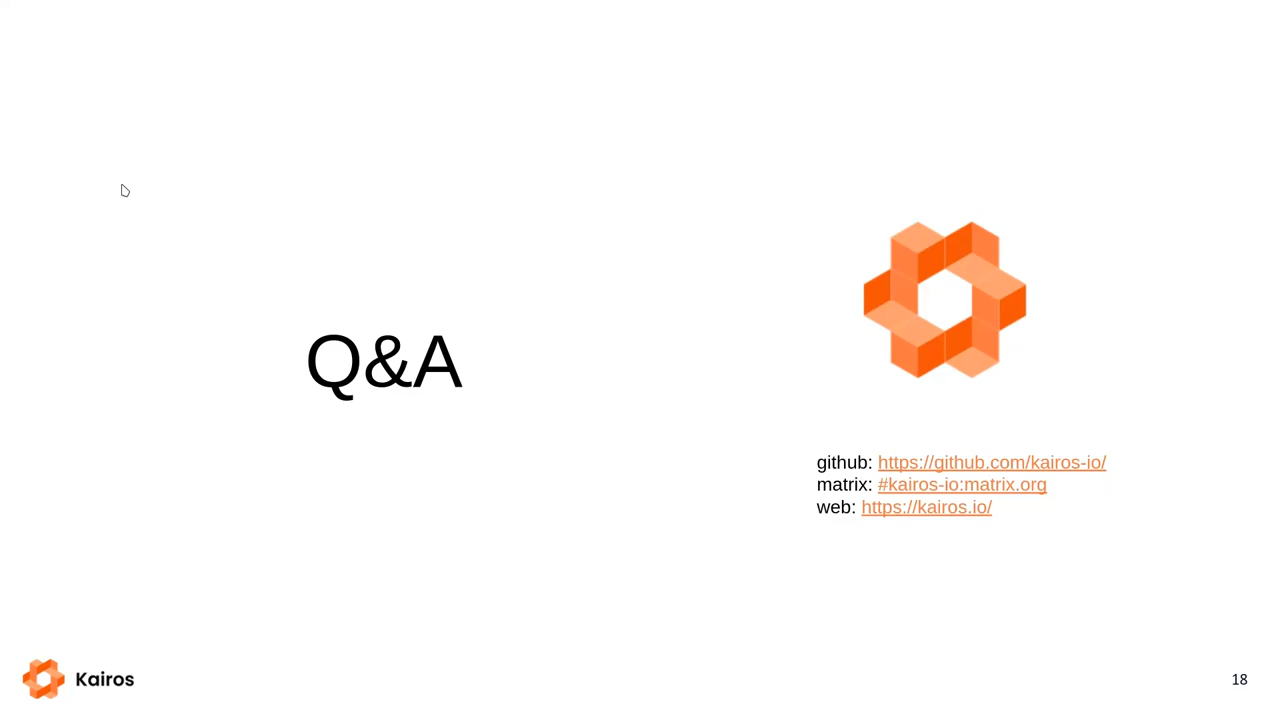 Q&A
github: https://github.com/kairos-io/
matrix: #kairos-io:matrix.org
web: https://kairos.io/
Kairos
18